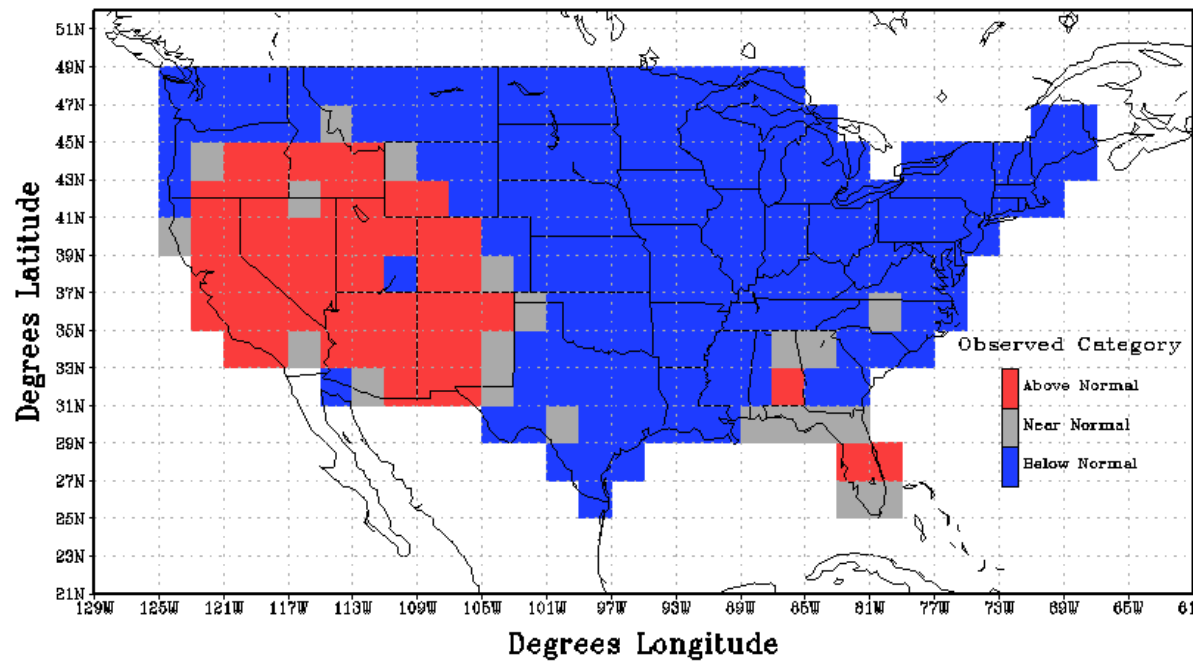 51N
49N
47N
45N
43N
41N
39N
37N
35N
33N
31N
29N
27N
25N
23N
21N
Degrees Latitude
Observed Category
Above Normal
Near Normal
Below Normal
129W 125W 121W 117W 113W 109W 105W 101W 97W 93W 89W 85W 81W 77W 73W 69W 65W 61
Degrees Longitude